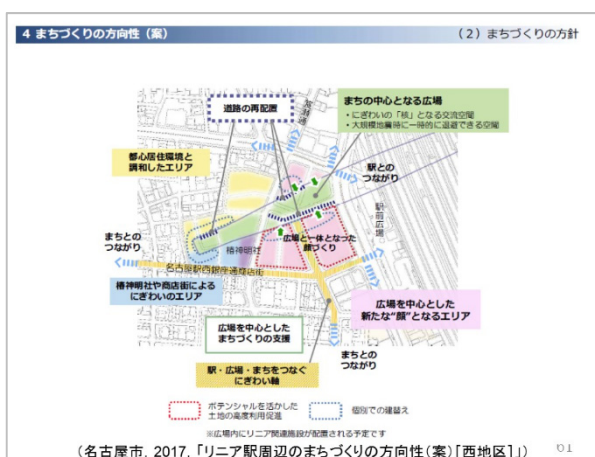 4 まちづくりの方向性（案）
（2）まちづくりの方針
道路の再配置
まちの中心となる広場
・にぎわいの「核」となる交流空間
・大規模地震時に一時的に退避できる空間
都心居住環境と
調和したエリア
駅との
つながり
駅前広場
まちとの
つながり
椿神明社
広場と一体となった
顔づくり
名古屋駅西銀座通商店街
椿神明社や商店街による
にぎわいのエリア
広場を中心とした
新たな“顔”となるエリア
広場を中心とした
まちづくりの支援
駅・広場・まちをつなぐ
にぎわい軸
まちとの
つながり
ポテンシャルを活かした
土地の高度利用促進
個別での建替え
※広場内にリニア関連施設が配置される予定です
（名古屋市，2017，「リニア駅周辺のまちづくりの方向性（案）［西地区］」）
61